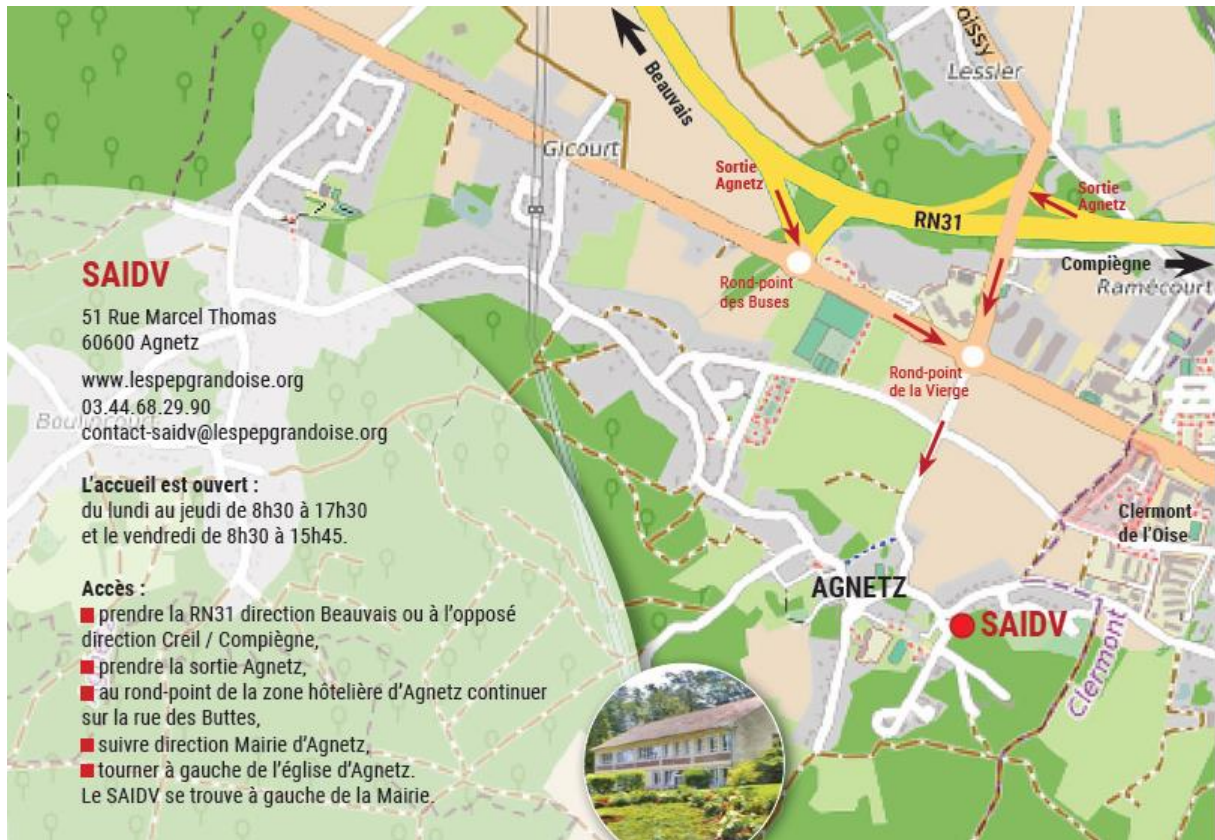 Beauvais
oissy
Lessier
Gicourt
Sortie
Agnetz
Sortie
Agnetz
RN31
Compiègne
Ramécourt
Rond-point
des Buses
Rond-point
de la Vierge
SAIDV
51 Rue Marcel Thomas
60600 Agnetz
www.lespepgrandoise.org
03.44.68.29.90
Boulincourt
contact-saidv@lespepgrandoise.org
L'accueil est ouvert :
du lundi au jeudi de 8h30 à 17h30
et le vendredi de 8h30 à 15h45.
Accès :
prendre la RN31 direction Beauvais ou à l'opposé
direction Creil / Compiègne,
prendre la sortie Agnetz,
au rond-point de la zone hôtelière d'Agnetz continuer
sur la rue des Buttes,
suivre direction Mairie d'Agnetz,
tourner à gauche de l'église d'Agnetz.
Le SAIDV se trouve à gauche de la Mairie.
Clermont
de l'Oise
AGNETZ
SAIDV
Clermont